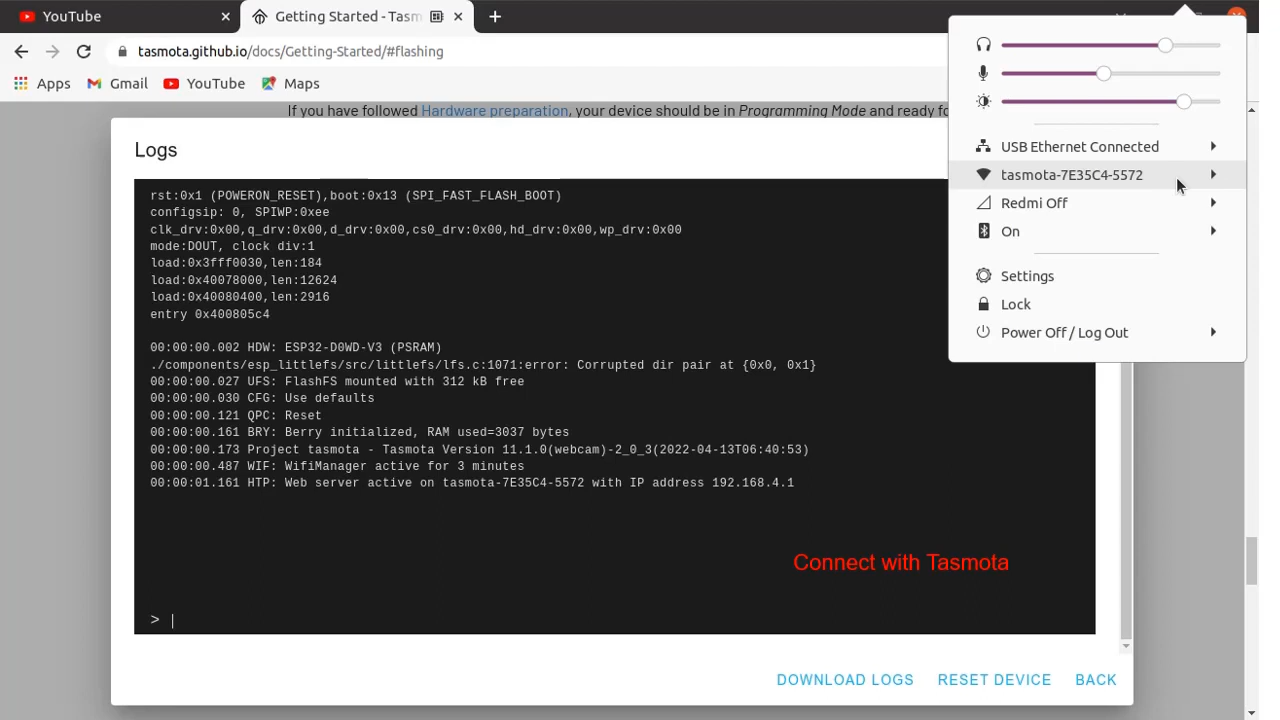 YouTube
Getting Started - Tasm
tasmota.github.io/docs/Getting-Started/#flashing
Apps
Gmail
YouTube
Maps
If you have followed Hardware preparation, your device should be in Programming Mode and ready fo
Logs
rst:0x1 (POWERON_RESET),boot:0x13 (SPI_FAST_FLASH_BOOT)
configsip: 0, SPIWP:0xee
clk_drv:0x00,q_drv:0x00,d_drv:0x00,cs0_drv:0x00,hd_drv:0x00,wp_drv:0x00
mode:DOUT, clock div:1
load:0x3fff0030,len:184
load:0x40078000,len:12624
load:0x40080400,len:2916
entry 0x400805c4
00:00:00.002 HDW: ESP32-D0WD-V3 (PSRAM)
./components/esp_littlefs/src/littlefs/lfs.c:1071:error: Corrupted dir pair at {0x0, 0x1}
00:00:00.027 UFS: FlashFS mounted with 312 kB free
00:00:00.030 CFG: Use defaults
00:00:00.121 QPC: Reset
00:00:00.161 BRY: Berry initialized, RAM used=3037 bytes
00:00:00.173 Project tasmota - Tasmota Version 11.1.0(webcam)-2_0_3(2022-04-13T06:40:53)
00:00:00.487 WIF: WifiManager active for 3 minutes
00:00:01.161 HTP: Web server active on tasmota-7E35C4-5572 with IP address 192.168.4.1
Connect with Tasmota
>
DOWNLOAD LOGS
RESET DEVICE
BACK
USB Ethernet Connected
tasmota-7E35C4-5572
Redmi Off
On
Settings
Lock
Power Off / Log Out